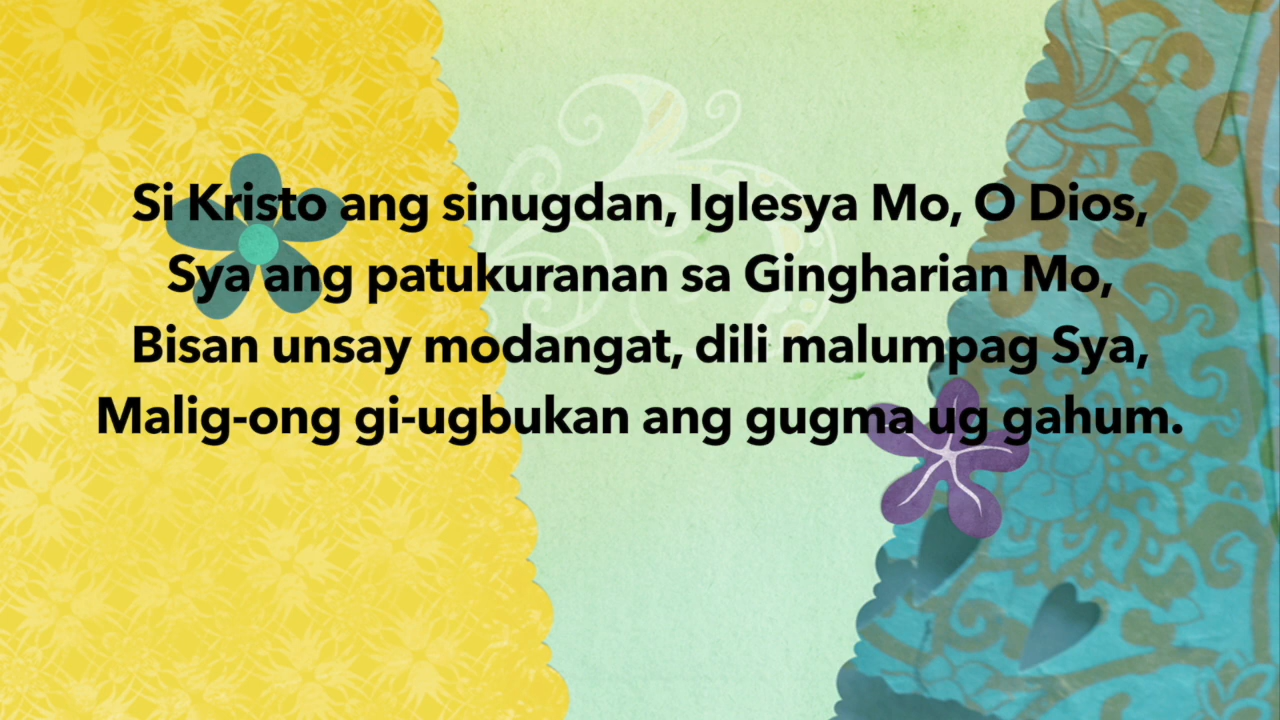 Si Kristo ang sinugdan, Iglesya Mo, O Dios,
Sya ang patukuranan sa Gingharian Mo,
Bisan unsay modangat, dili malumpag Sya,
Malig-ong gi-ugbukan ang gugma ug gahum.